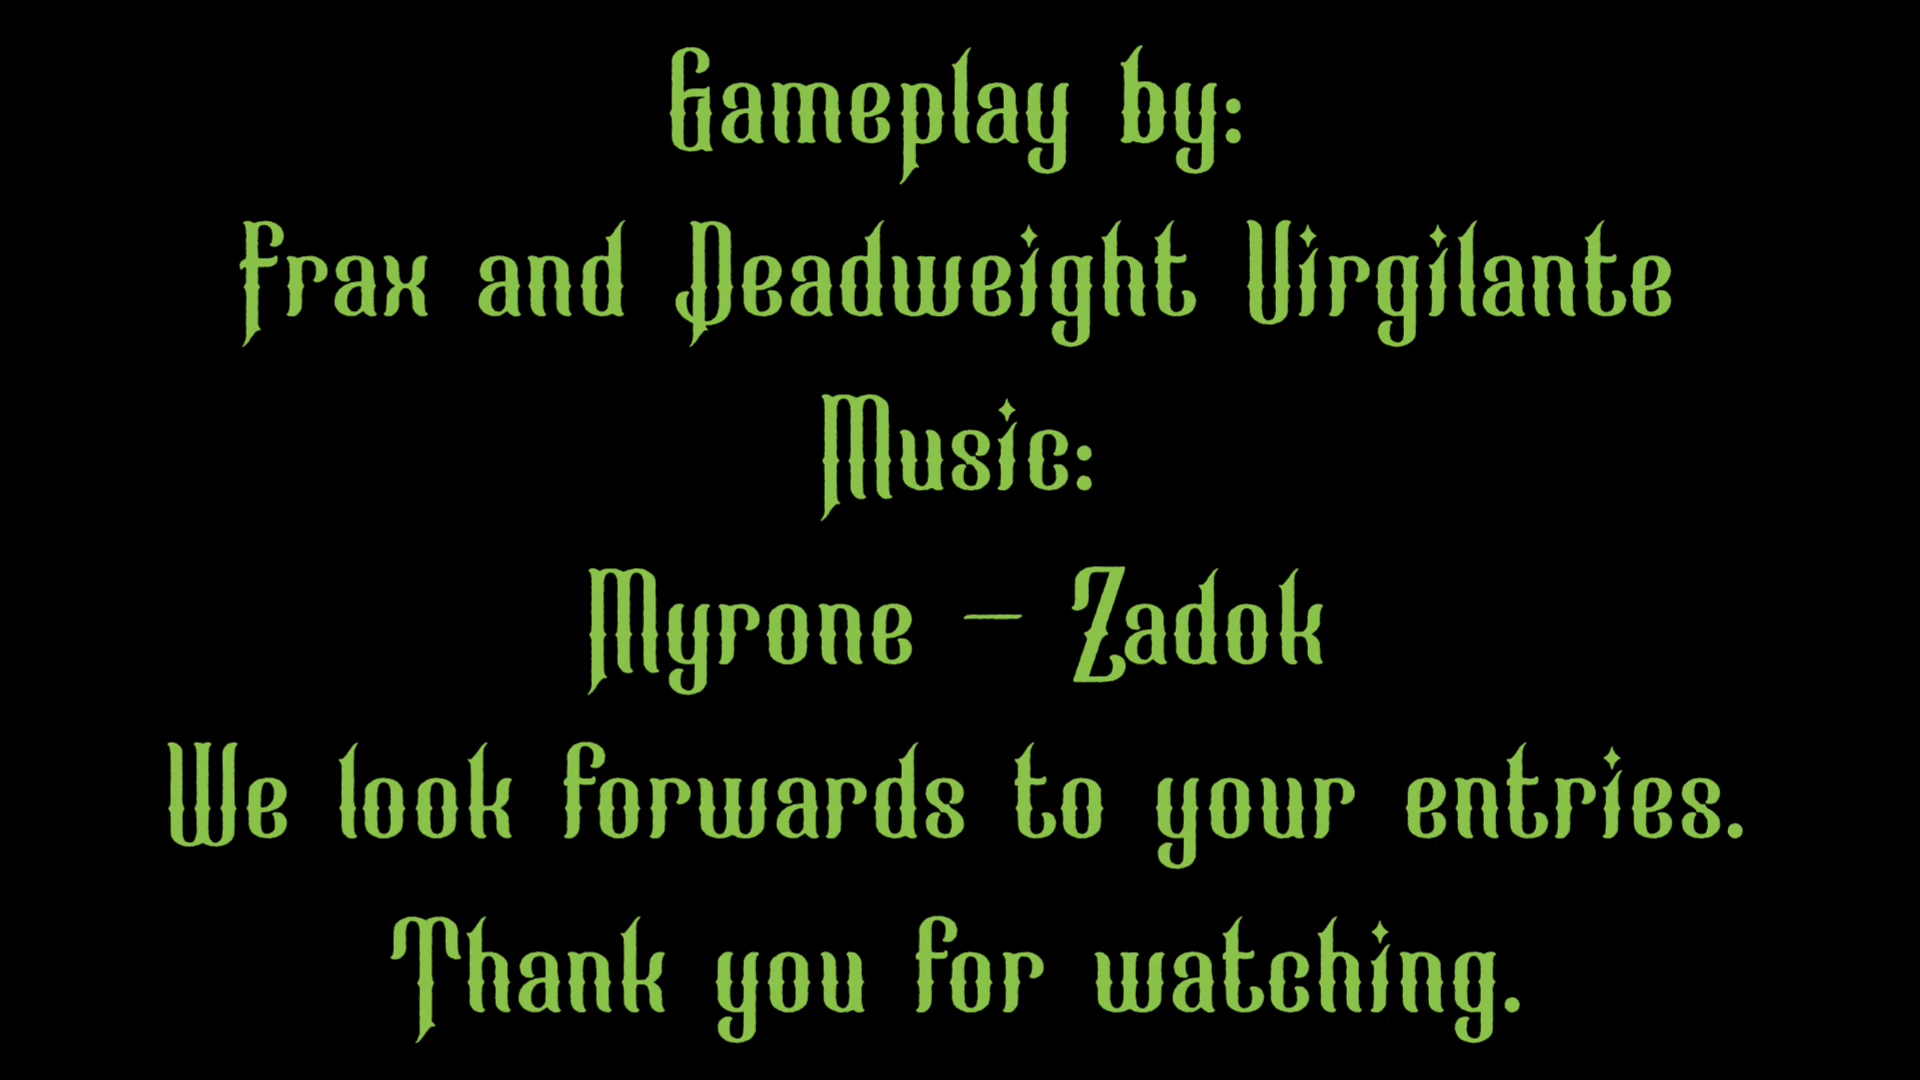 Gameplay by:
Frax and Deadweight Virgilante
Music:
Myrone - Zadok
We look forwards to your entries.
Thank you for watching.